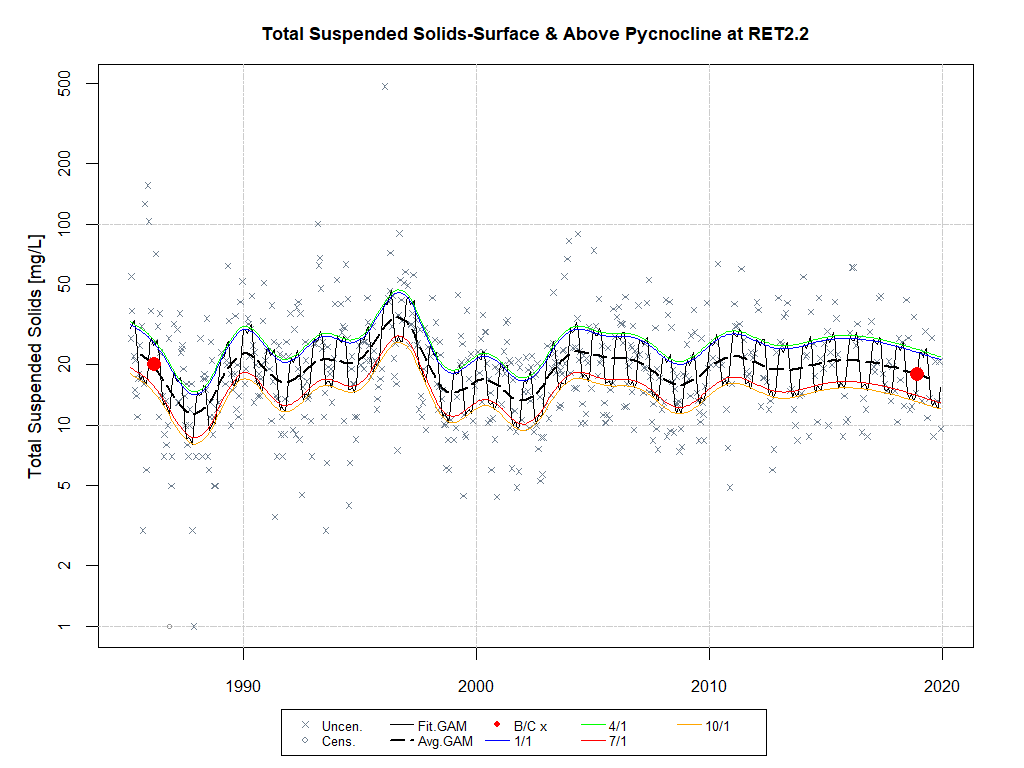 Total Suspended Solids-Surface & Above Pycnocline at RET2.2
Total Suspended Solids [mg/L]
500
200
100
50
20
10
5
2
1
1990 2000 2010 2020
Uncen. Fit.GAM B/C x 4/1 10/1
Cens. Avg.GAM 1/1 7/1